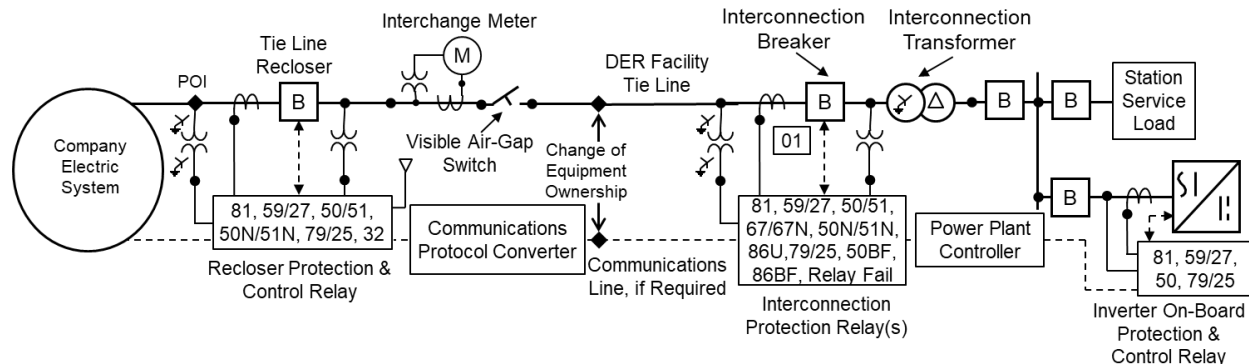 Interchange Meter
M
Tie Line
Recloser
POI
B
Company
Electric
System
Visible Air-Gap
Switch
81, 59/27, 50/51,
50N/51N, 79/25, 32
Recloser Protection &
Control Relay
Communications
Protocol Converter
DER Facility
Tie Line
Change of
Equipment
Ownership
Communications
Line, if Required
Interconnection
Breaker
B
01
81, 59/27, 50/51,
67/67N, 50N/51N,
86U,79/25, 50BF,
86BF, Relay Fail
Interconnection
Protection Relay(s)
Interconnection
Transformer
B
B
Station
Service
Load
Power Plant
Controller
B
81, 59/27,
50, 79/25
Inverter On-Board
Protection &
Control Relay